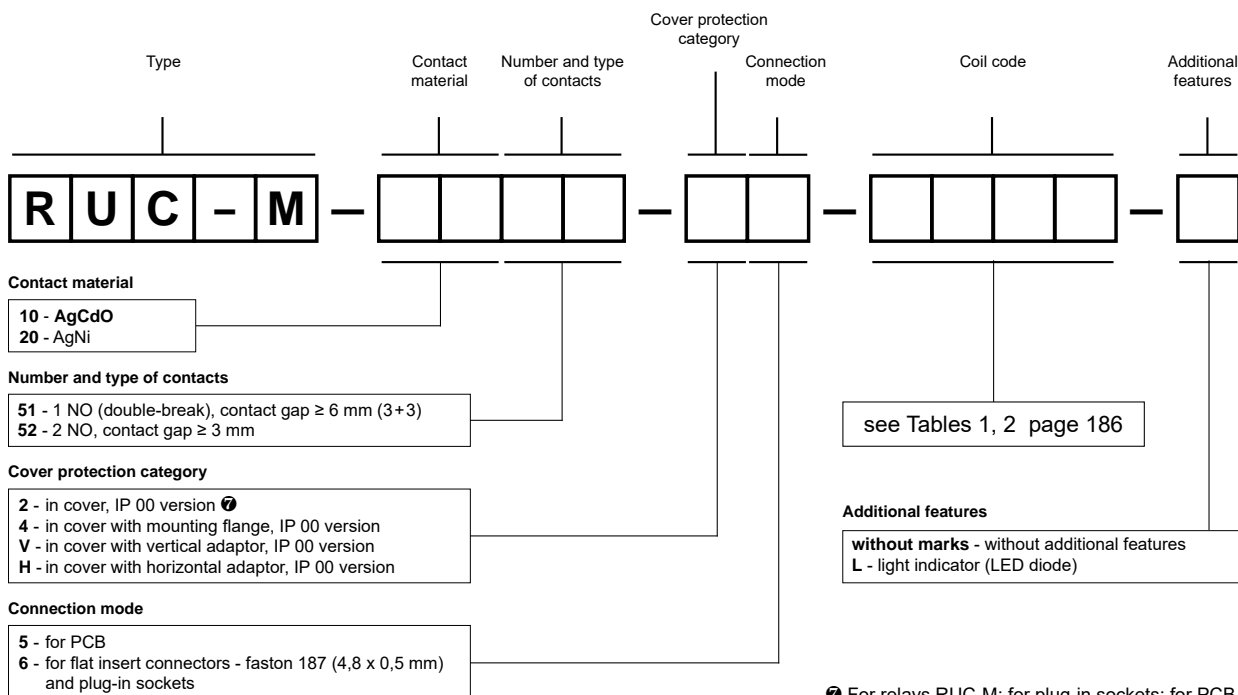 Cover protection
category
Type
Contact
material
Number and type
of contacts
Connection
mode
Coil code
Additional
features
R U C – M – – – –
Contact material
10 - AgCdO
20 - AgNi
Number and type of contacts
51 - 1 NO (double-break), contact gap ≥ 6 mm (3+3)
52 - 2 NO, contact gap ≥ 3 mm
see Tables 1, 2 page 186
Cover protection category
2 - in cover, IP 00 version ❼
4 - in cover with mounting flange, IP 00 version
V - in cover with vertical adaptor, IP 00 version
H - in cover with horizontal adaptor, IP 00 version
Additional features
without marks - without additional features
L - light indicator (LED diode)
Connection mode
5 - for PCB
6 - for flat insert connectors - faston 187 (4,8 x 0,5 mm)
and plug-in sockets
❼ For relays RUC-M: for plug-in sockets; for PCB